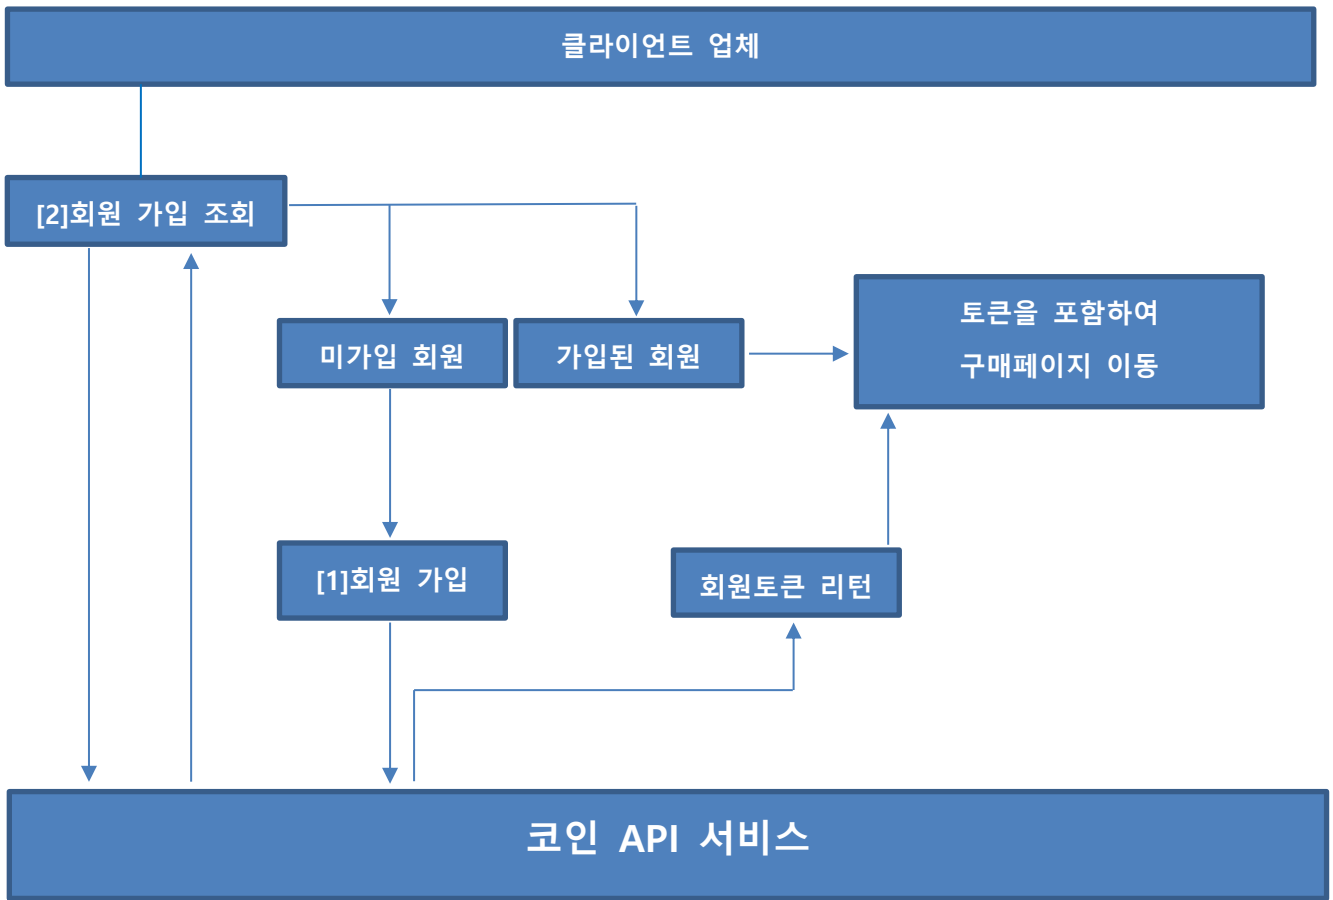 클라이언트 업체
[2]회원 가입 조회
토큰을 포함하여
구매페이지 이동
미가입 회원
가입된 회원
[1]회원 가입
회원토큰 리턴
코인 API 서비스